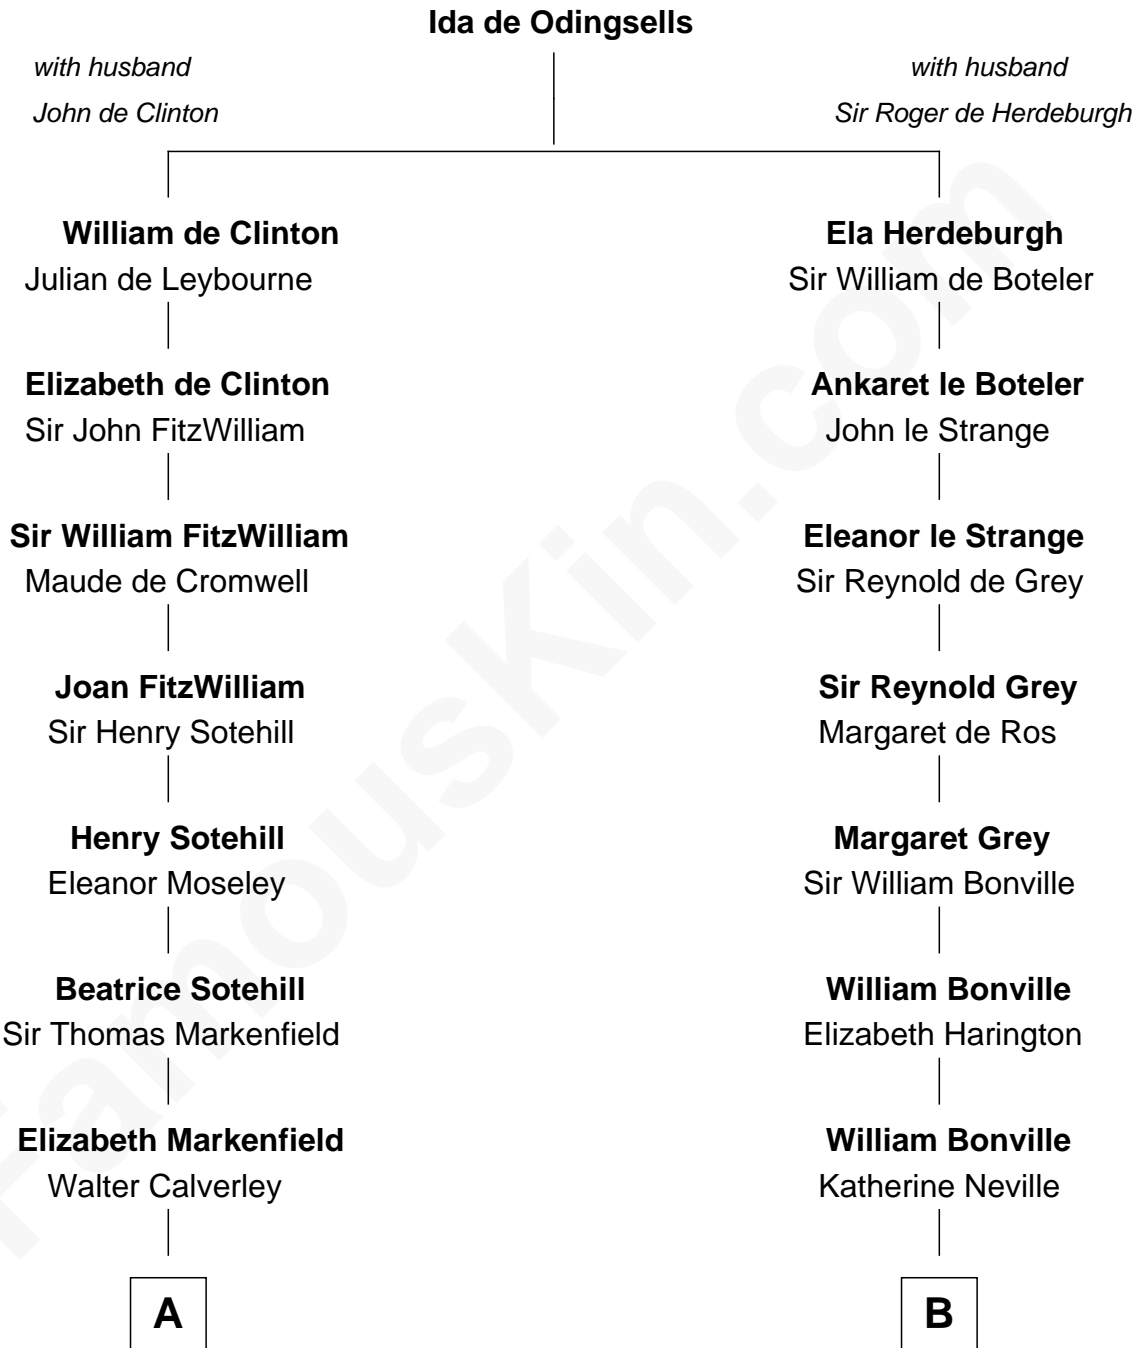 Ida de Odingsells
with husband
John de Clinton
with husband
Sir Roger de Herdeburgh
William de Clinton
Julian de Leybourne
Ela Herdeburgh
Sir William de Boteler
Elizabeth de Clinton
Sir John FitzWilliam
Ankaret le Boteler
John le Strange
Sir William FitzWilliam
Maude de Cromwell
Eleanor le Strange
Sir Reynold de Grey
Joan FitzWilliam
Sir Henry Sotehill
Sir Reynold Grey
Margaret de Ros
Henry Sotehill
Eleanor Moseley
Margaret Grey
Sir William Bonville
Beatrice Sotehill
Sir Thomas Markenfield
William Bonville
Elizabeth Harington
Elizabeth Markenfield
Walter Calverley
William Bonville
Katherine Neville
A
B
FamousKin.com